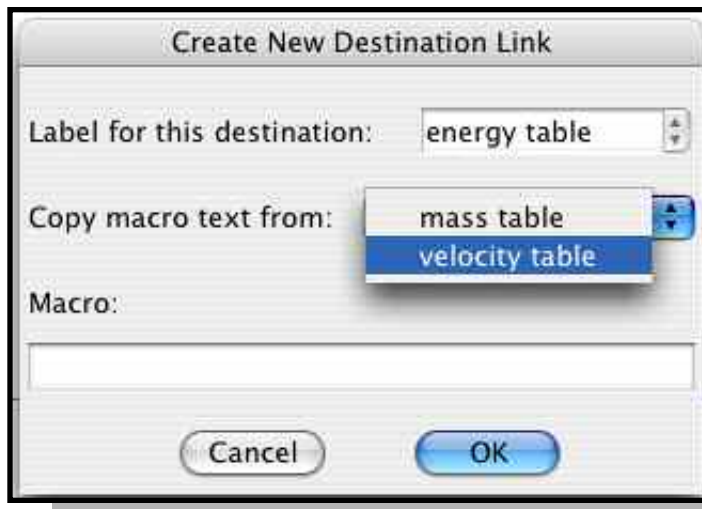 Create New Destination Link
Label for this destination: energy table
Copy macro text from: mass table
velocity table
Macro:
Cancel OK